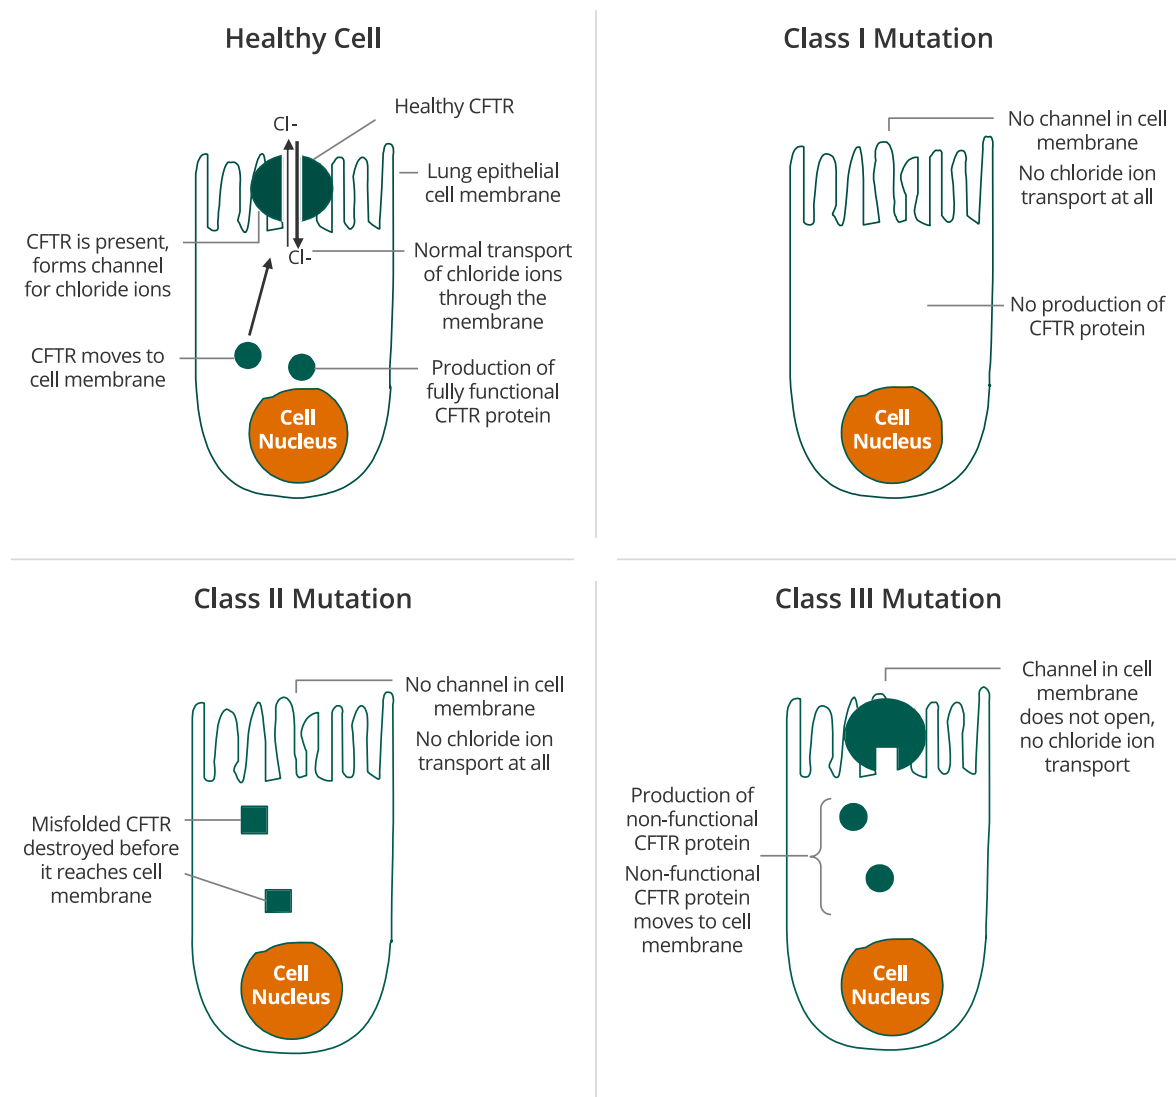 Healthy Cell
Cl-
Healthy CFTR
Lung epithelial
cell membrane
CFTR is present,
forms channel
for chloride ions
Cl-
Normal transport
of chloride ions
through the
membrane
CFTR moves to
cell membrane
Production of
fully functional
CFTR protein
Cell
Nucleus
Class I Mutation
No channel in cell
membrane
No chloride ion
transport at all
No production of
CFTR protein
Cell
Nucleus
Class II Mutation
No channel in cell
membrane
No chloride ion
transport at all
Misfolded CFTR
destroyed before
it reaches cell
membrane
Cell
Nucleus
Class III Mutation
Channel in cell
membrane
does not open,
no chloride ion
transport
Production of
non-functional
CFTR protein
Non-functional
CFTR protein
moves to cell
membrane
Cell
Nucleus